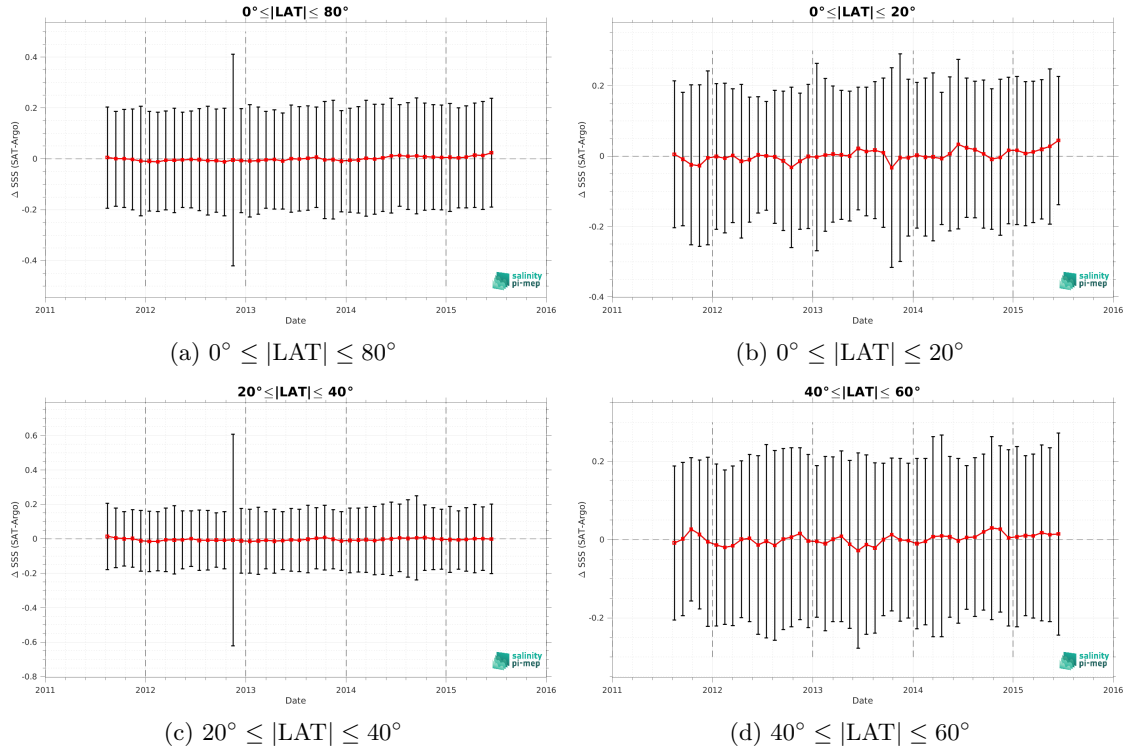 0°≤|LAT|≤ 80°
Δ SSS (SAT-Argo)
0.4
0.2
0
-0.2
-0.4
2011 2012 2013 2014 2015 2016
Date
salinity
pi-mep
(a) 0° ≤ |LAT| ≤ 80°
0°≤|LAT|≤ 20°
Δ SSS (SAT-Argo)
0.2
0
-0.2
-0.4
2011 2012 2013 2014 2015 2016
Date
salinity
pi-mep
(b) 0° ≤ |LAT| ≤ 20°
20°≤|LAT|≤ 40°
Δ SSS (SAT-Argo)
0.6
0.4
0.2
0
-0.2
-0.4
-0.6
-0.8
2011 2012 2013 2014 2015 2016
Date
salinity
pi-mep
(c) 20° ≤ |LAT| ≤ 40°
40°≤|LAT|≤ 60°
Δ SSS (SAT-Argo)
0.2
0
-0.2
2011 2012 2013 2014 2015 2016
Date
salinity
pi-mep
(d) 40° ≤ |LAT| ≤ 60°